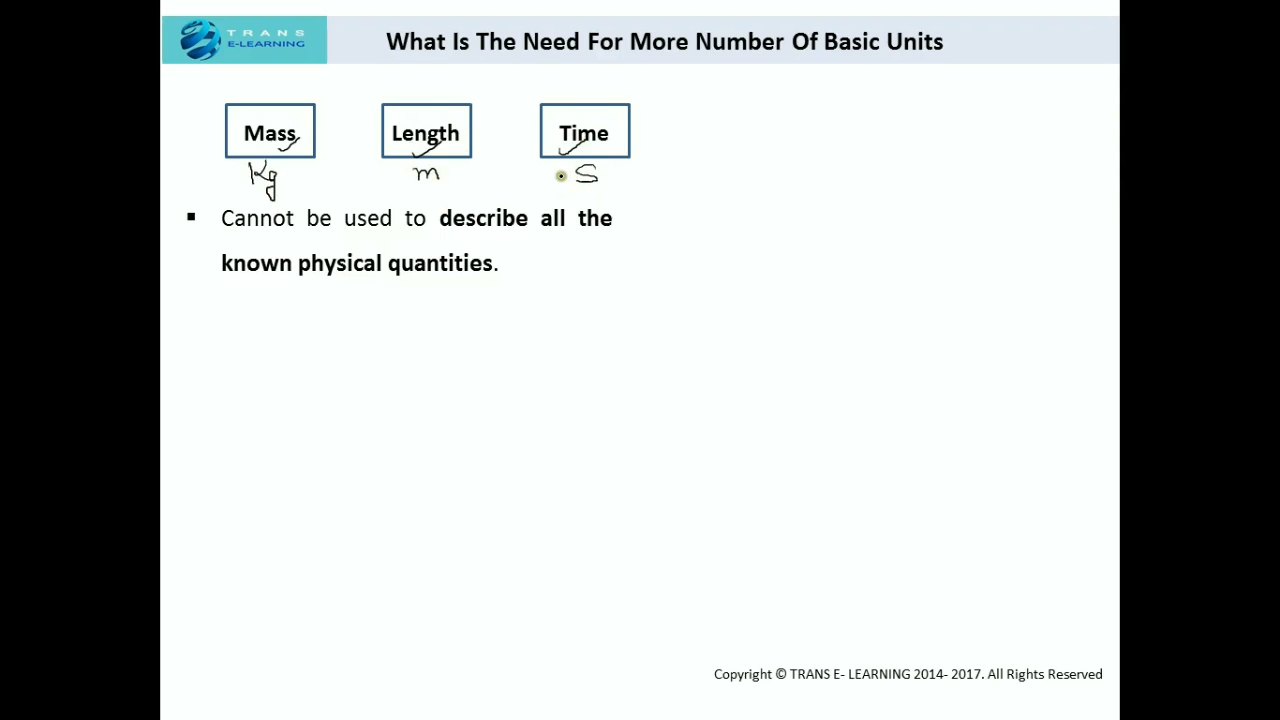 TRANS
E-LEARNING
What Is The Need For More Number Of Basic Units
Mass Length Time
Kg m S
▪ Cannot be used to describe all the
known physical quantities.
Copyright © TRANS E- LEARNING 2014- 2017. All Rights Reserved